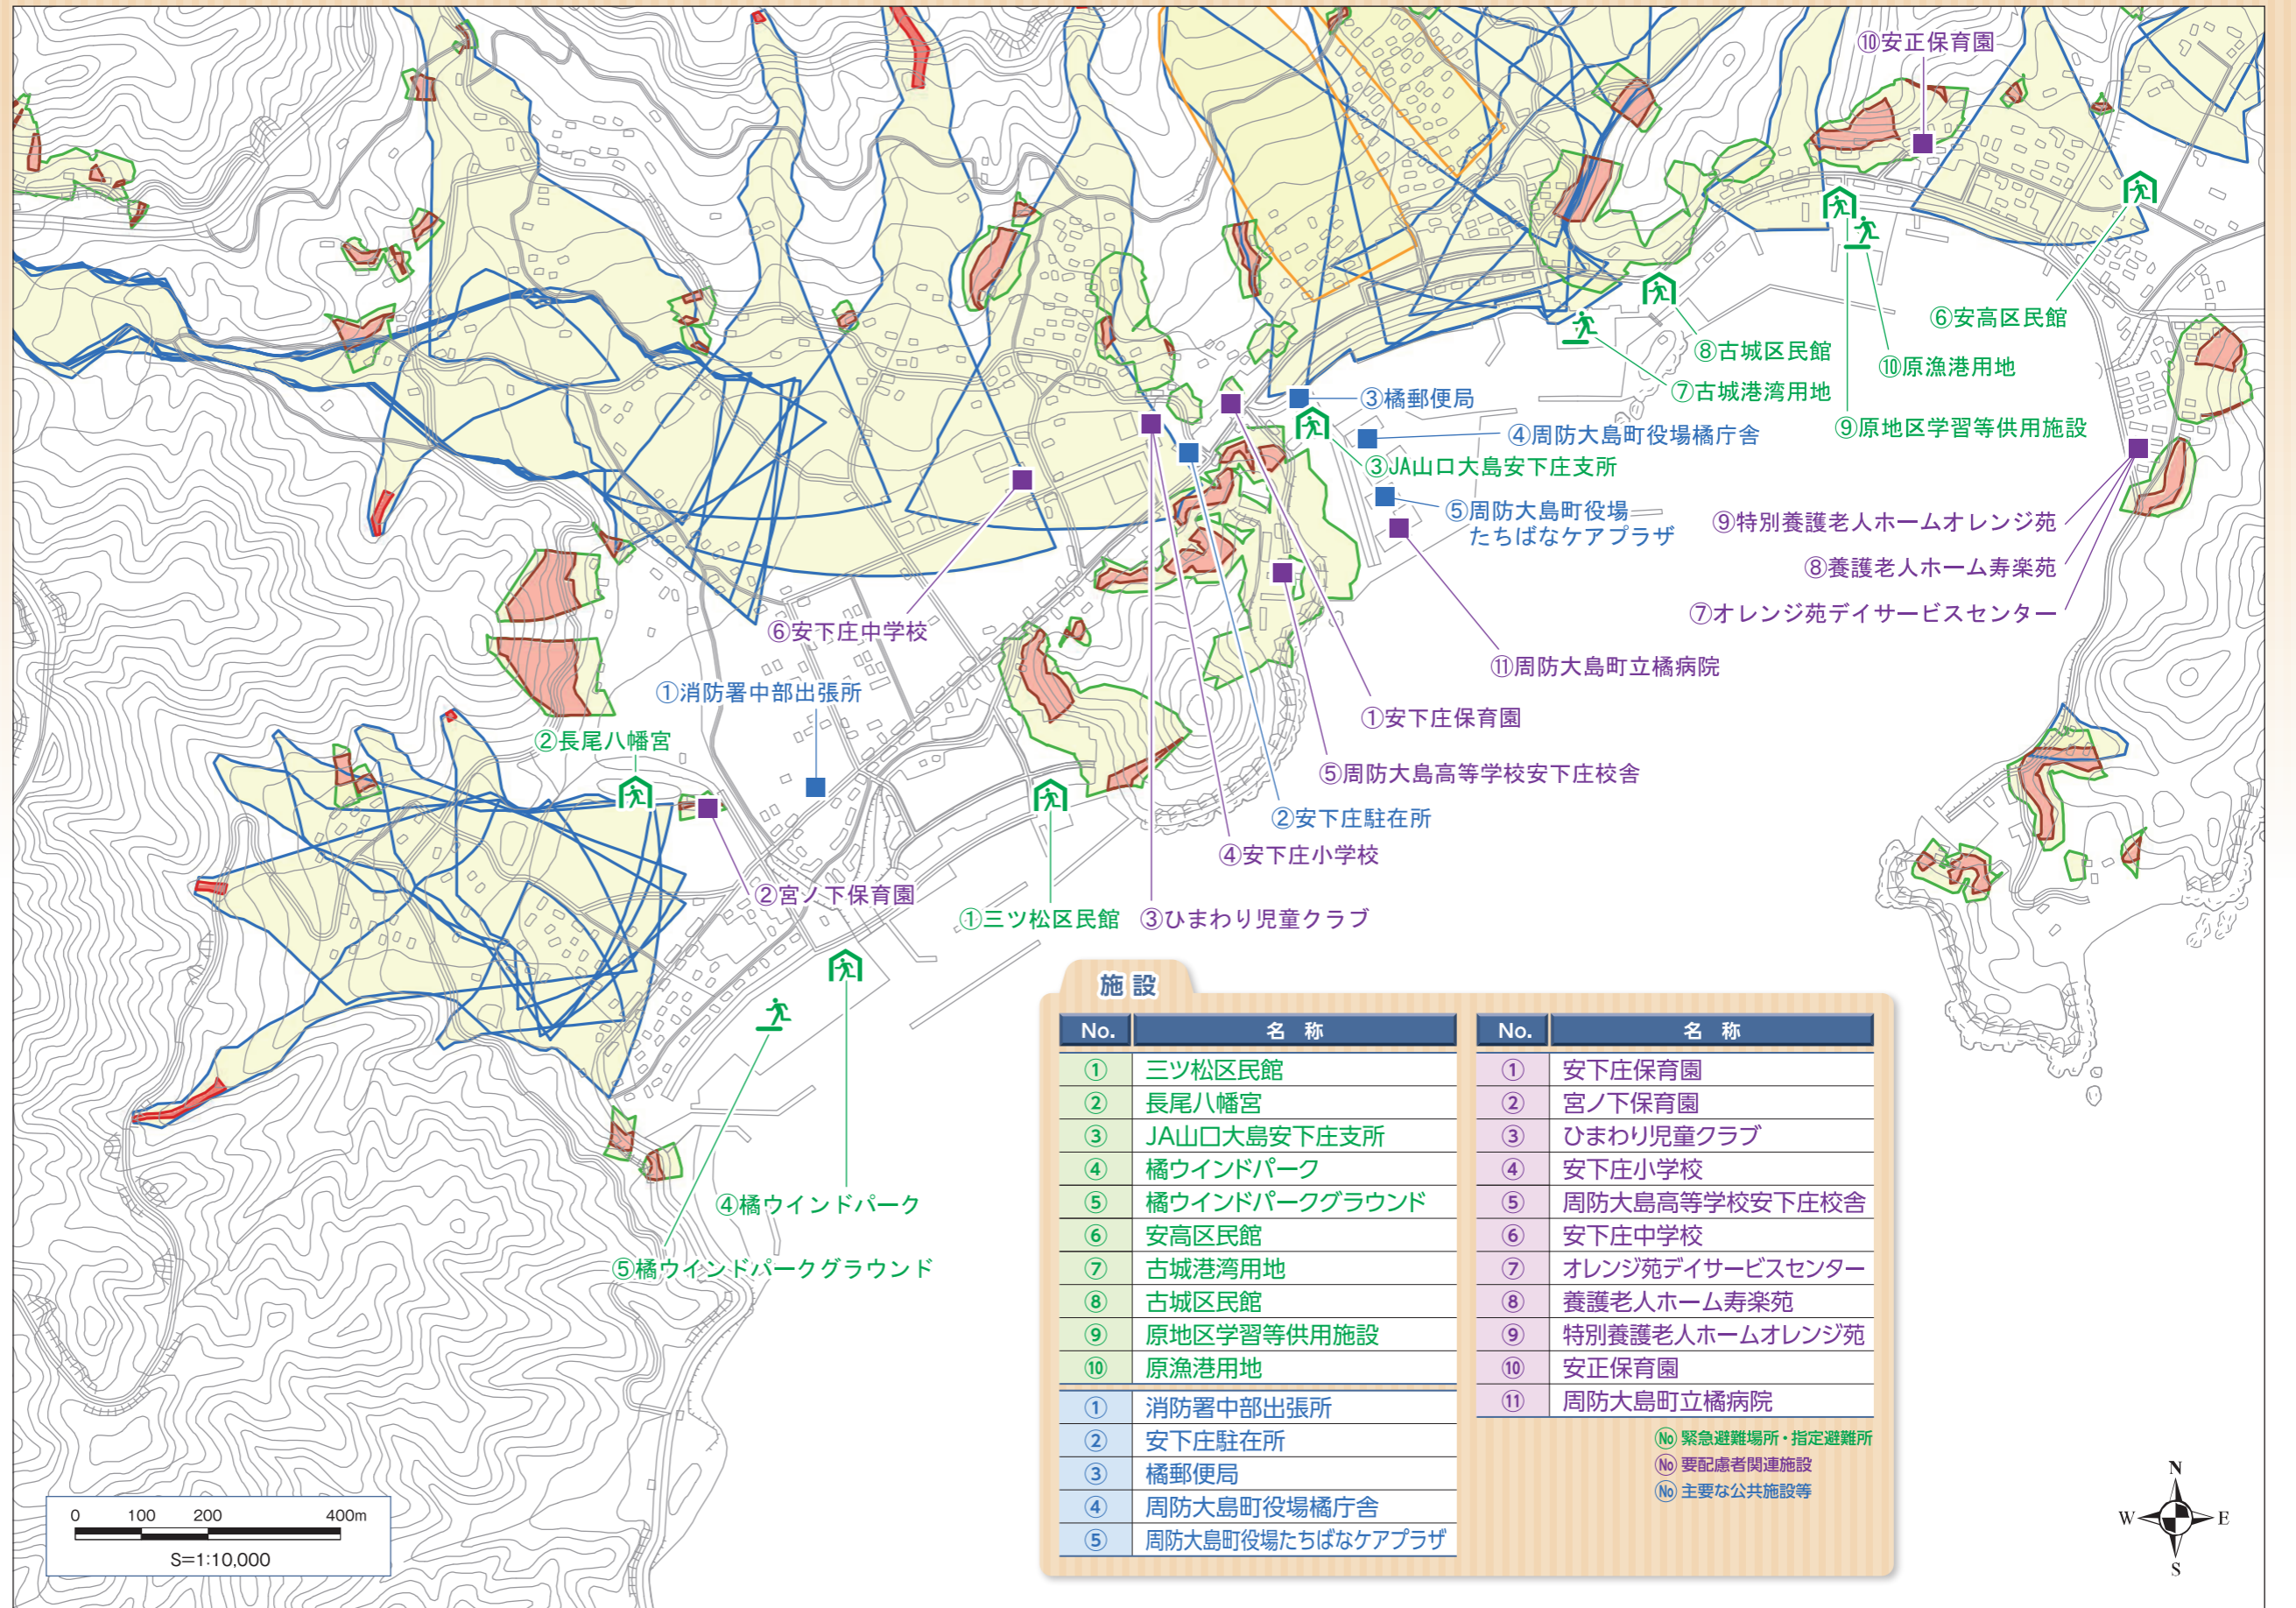 ⑩安正保育園
⑥安高区民館
⑧古城区民館
⑩原漁港用地
⑦古城港湾用地
③橘郵便局
⑨原地区学習等供用施設
④周防大島町役場橘庁舎
③JA山口大島安下庄支所
⑤周防大島町役場
たちばなケアプラザ
⑨特別養護老人ホームオレンジ苑
⑧養護老人ホーム寿楽苑
⑦オレンジ苑デイサービスセンター
⑥安下庄中学校
⑪周防大島町立橘病院
①消防署中部出張所
①安下庄保育園
②長尾八幡宮
⑤周防大島高等学校安下庄校舎
②安下庄駐在所
④安下庄小学校
②宮ノ下保育園
①三ツ松区民館
③ひまわり児童クラブ
④橘ウインドパーク
⑤橘ウインドパークグラウンド
施設
No. 名称
① 三ツ松区民館
② 長尾八幡宮
③ JA山口大島安下庄支所
④ 橘ウインドパーク
⑤ 橘ウインドパークグラウンド
⑥ 安高区民館
⑦ 古城港湾用地
⑧ 古城区民館
⑨ 原地区学習等供用施設
⑩ 原漁港用地
① 消防署中部出張所
② 安下庄駐在所
③ 橘郵便局
④ 周防大島町役場橘庁舎
⑤ 周防大島町役場たちばなケアプラザ
No. 名称
① 安下庄保育園
② 宮ノ下保育園
③ ひまわり児童クラブ
④ 安下庄小学校
⑤ 周防大島高等学校安下庄校舎
⑥ 安下庄中学校
⑦ オレンジ苑デイサービスセンター
⑧ 養護老人ホーム寿楽苑
⑨ 特別養護老人ホームオレンジ苑
⑩ 安正保育園
⑪ 周防大島町立橘病院
No 緊急避難場所・指定避難所
No 要配慮者関連施設
No 主要な公共施設等
0 100 200 400m
S=1:10,000
N
W E
S